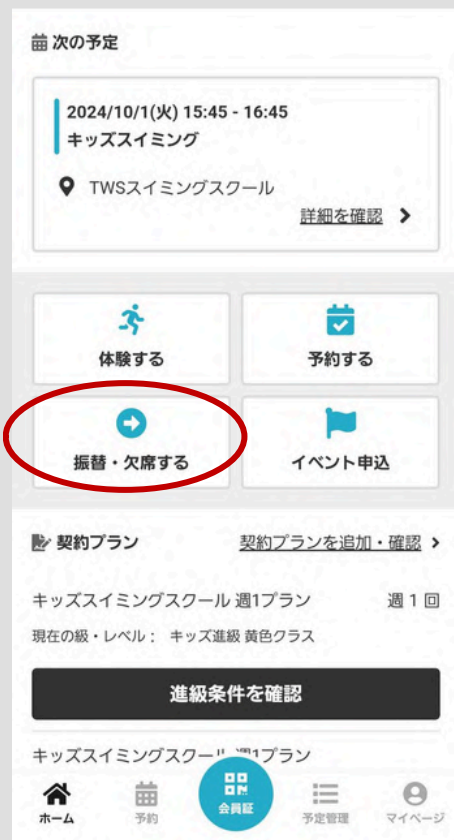 次の予定
2024/10/1(火) 15:45 - 16:45
キッズスイミング
TWSスイミングスクール
詳細を確認
体験する
予約する
振替・欠席する
イベント申込
契約プラン 契約プランを追加・確認
キッズスイミングスクール 週1プラン 週 1 回
現在の級・レベル： キッズ進級 黄色クラス
進級条件を確認
キッズスイミングスクール 週1プラン
ホーム 予約 会員証 予定管理 マイページ